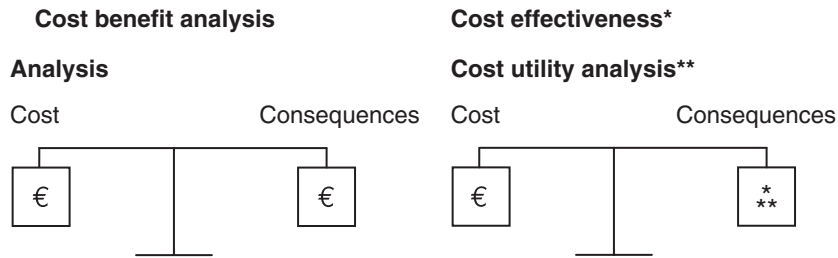 Cost benefit analysis
Cost effectiveness*
Analysis
Cost utility analysis**
Cost Consequences
Cost Consequences
€ €
€ *
**